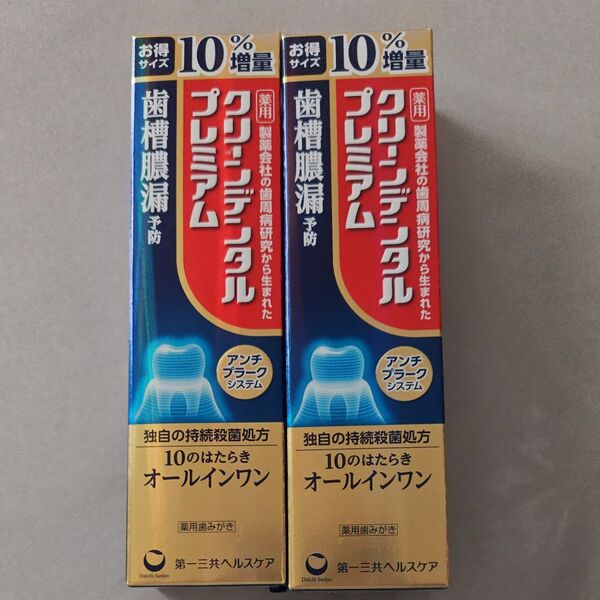 お得
サイズ
10%増量
薬用
製薬会社の歯周病研究から生まれた
クリーンデンタル
プレミアム
歯槽膿漏予防
アンチ
プラーク
システム
独自の持続殺菌処方
10のはたらき
オールインワン
薬用歯みがき
Daiichi-Sankyo
第一三共ヘルスケア
お得
サイズ
10%増量
薬用
製薬会社の歯周病研究から生まれた
クリーンデンタル
プレミアム
歯槽膿漏予防
アンチ
プラーク
システム
独自の持続殺菌処方
10のはたらき
オールインワン
薬用歯みがき
Daiichi-Sankyo
第一三共ヘルスケア